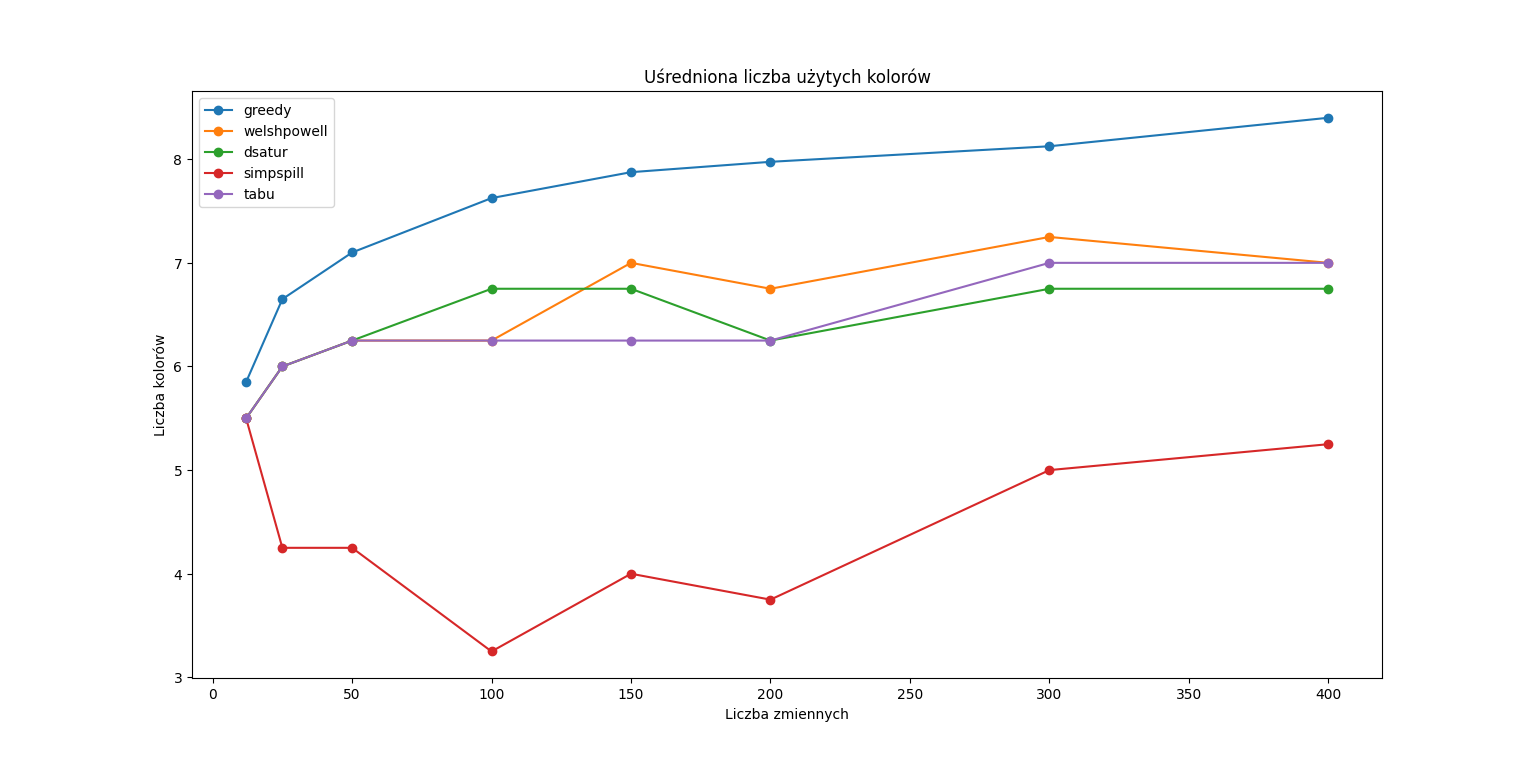 Uśredniona liczba użytych kolorów
greedy
welshpowell
dsatur
simpspill
tabu
8
7
6
5
4
3
Liczba kolorów
0 50 100 150 200 250 300 350 400
Liczba zmiennych